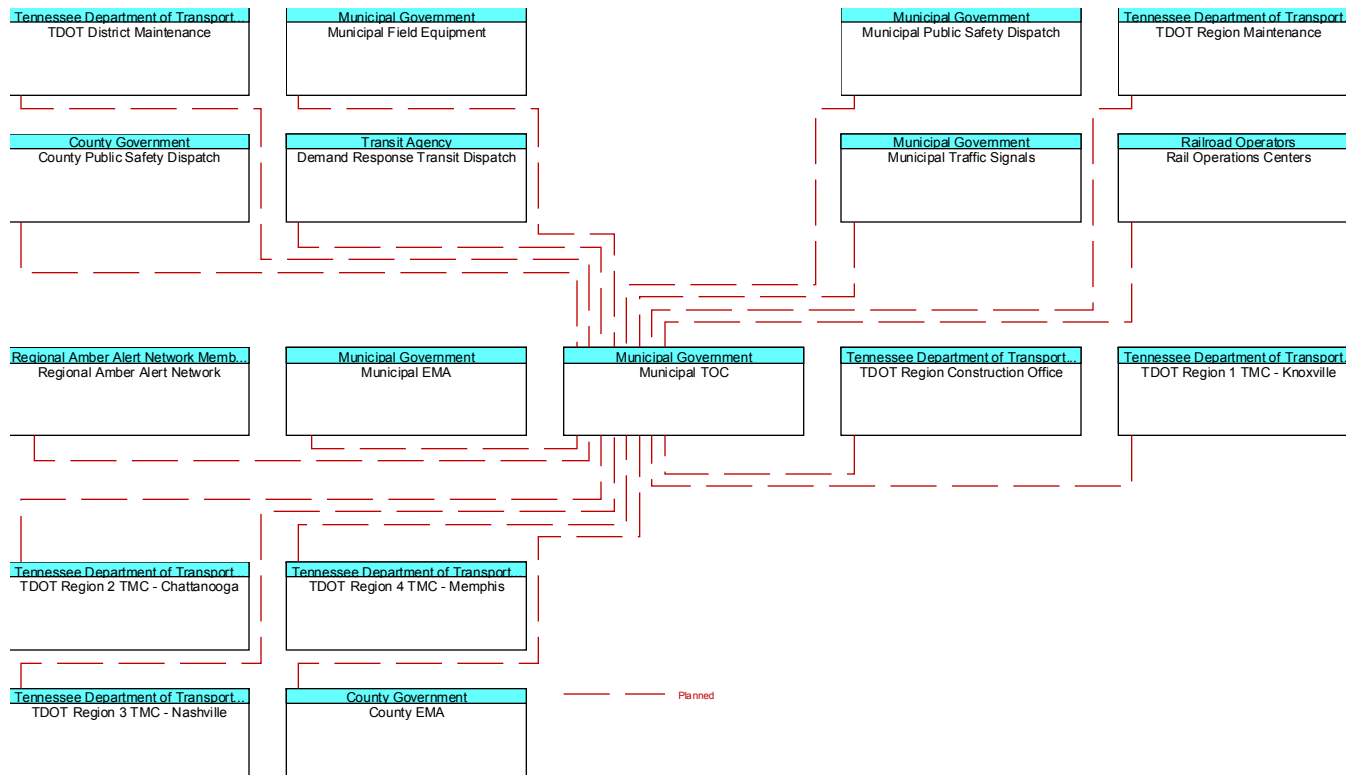 Tennessee Department of Transport...
TDOT District Maintenance
Municipal Government
Municipal Field Equipment
Municipal Government
Municipal Public Safety Dispatch
Tennessee Department of Transport...
TDOT Region Maintenance
County Government
County Public Safety Dispatch
Transit Agency
Demand Response Transit Dispatch
Municipal Government
Municipal Traffic Signals
Railroad Operators
Rail Operations Centers
Regional Amber Alert Network Memb...
Regional Amber Alert Network
Municipal Government
Municipal EMA
Municipal Government
Municipal TOC
Tennessee Department of Transport...
TDOT Region Construction Office
Tennessee Department of Transport...
TDOT Region 1 TMC - Knoxville
Tennessee Department of Transport...
TDOT Region 2 TMC - Chattanooga
Tennessee Department of Transport...
TDOT Region 4 TMC - Memphis
Tennessee Department of Transport...
TDOT Region 3 TMC - Nashville
County Government
County EMA
Planned